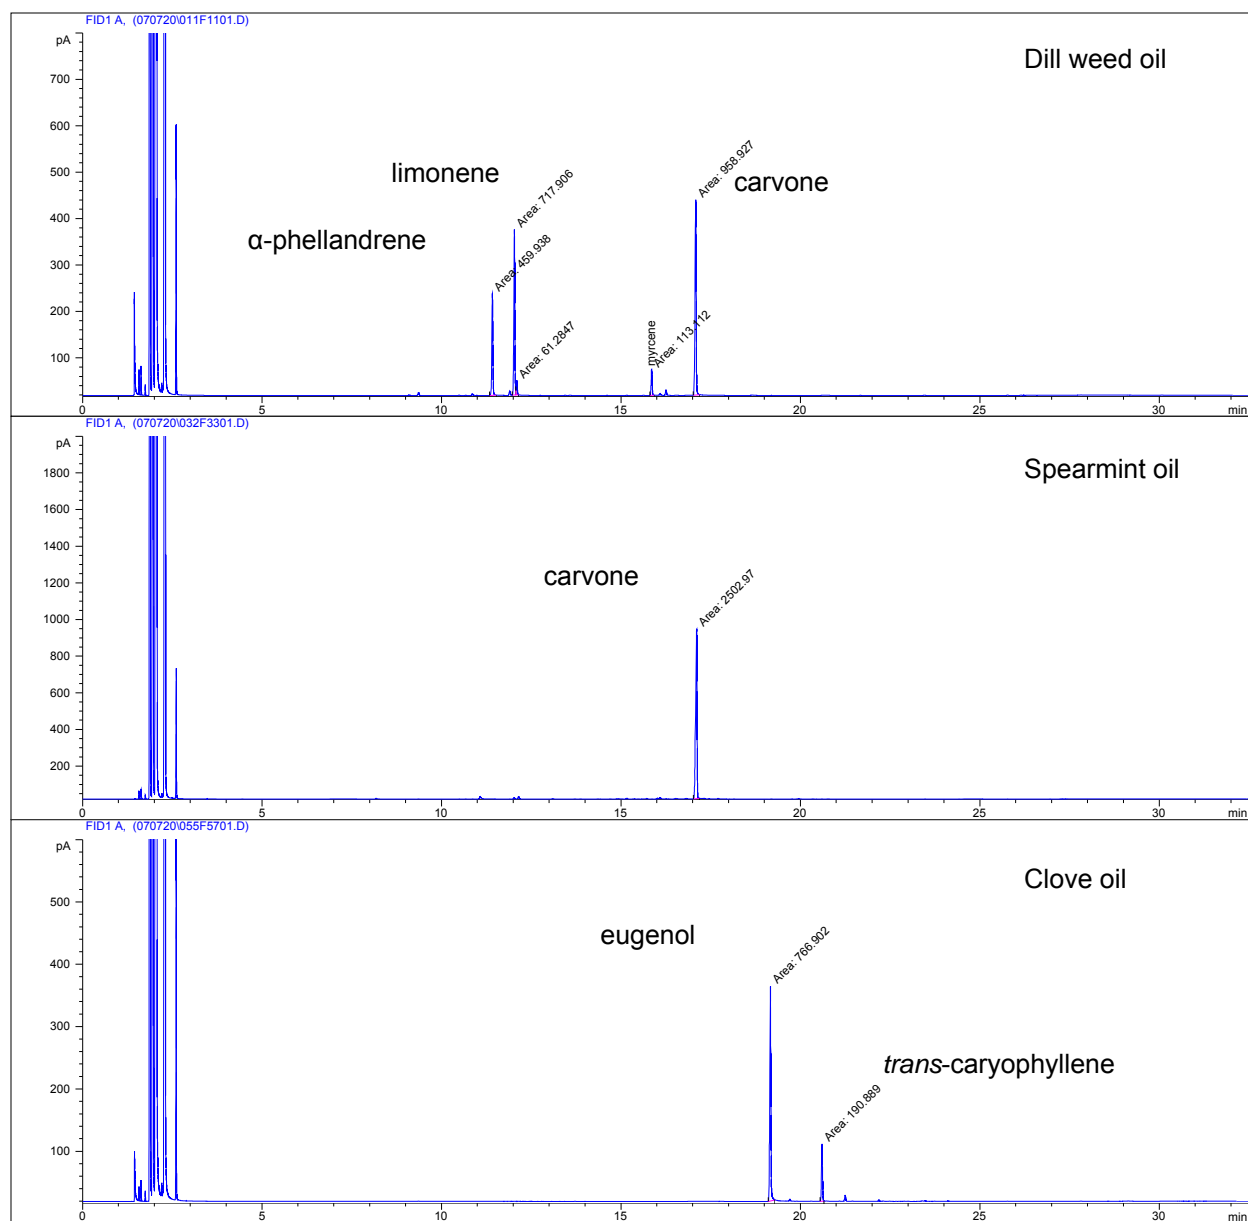 FID1 A, (070720\011F1101.D)
pA
Dill weed oil
700
600
500
400
300
200
100
limonene
α-phellandrene
carvone
Area: 459.938
Area: 717.906
Area: 61.2847
myrcene
Area: 113.112
Area: 958.927
0 5 10 15 20 25 30 min
FID1 A, (070720\032F3301.D)
pA
Spearmint oil
1800
1600
1400
1200
1000
800
600
400
200
carvone
Area: 2502.97
0 5 10 15 20 25 30 min
FID1 A, (070720\055F5701.D)
pA
Clove oil
500
400
300
200
100
eugenol
Area: 766.902
trans-caryophyllene
Area: 190.889
0 5 10 15 20 25 30 min